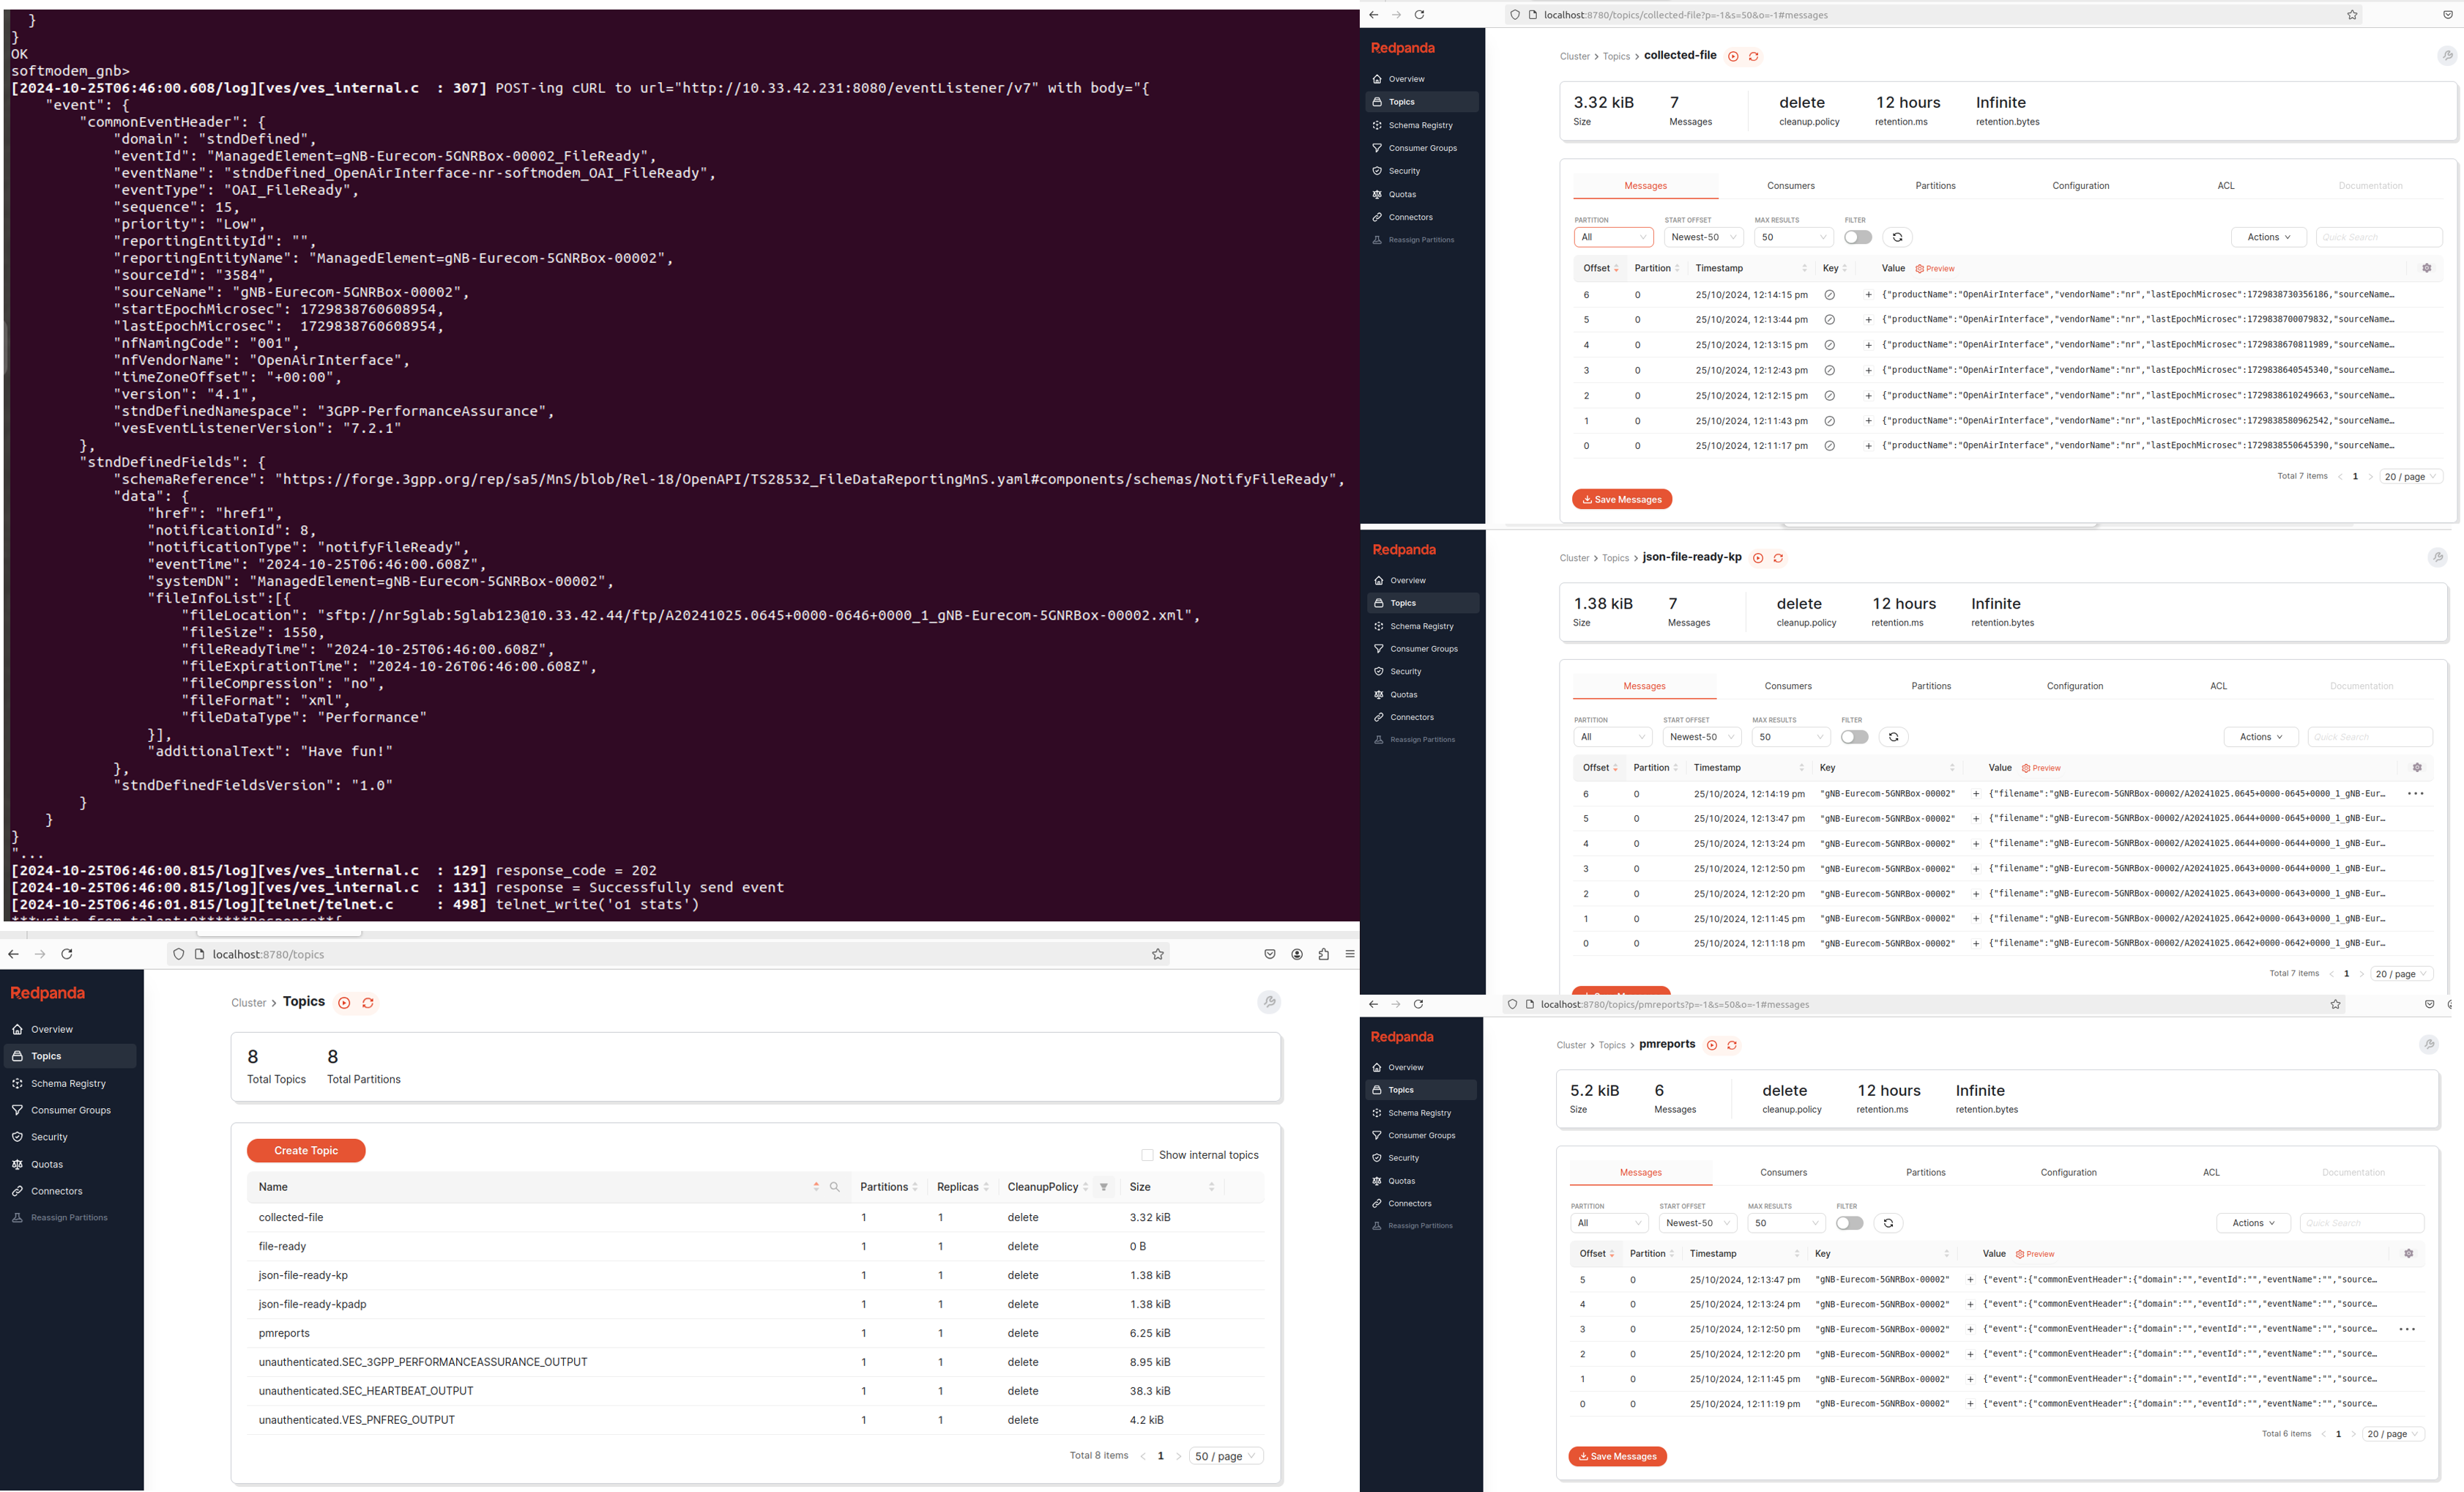 }
}
OK
softmodem_gnb>
[2024-10-25T06:46:00.608/log][ves/ves_internal.c  : 307] POST-ing cURL to url="http://10.33.42.231:8080/eventListener/v7" with body="{
"event": {
"commonEventHeader": {
"domain": "stndDefined",
"eventId": "ManagedElement=gNB-Eurecom-5GNRBox-00002_FileReady",
"eventName": "stndDefined_OpenAirInterface-nr-softmodem_OAI_FileReady",
"eventType": "OAI_FileReady",
"sequence": 15,
"priority": "Low",
"reportingEntityId": "",
"reportingEntityName": "ManagedElement=gNB-Eurecom-5GNRBox-00002",
"sourceId": "3584",
"sourceName": "gNB-Eurecom-5GNRBox-00002",
"startEpochMicrosec": 1729838760608954,
"lastEpochMicrosec":  1729838760608954,
"nfNamingCode": "001",
"nfVendorName": "OpenAirInterface",
"timeZoneOffset": "+00:00",
"version": "4.1",
"stndDefinedNamespace": "3GPP-PerformanceAssurance",
"vesEventListenerVersion": "7.2.1"
},
"stndDefinedFields": {
"schemaReference": "https://forge.3gpp.org/rep/sa5/MnS/blob/Rel-18/OpenAPI/TS28532_FileDataReportingMnS.yaml#components/schemas/NotifyFileReady",
"data": {
"href": "href1",
"notificationId": 8,
"notificationType": "notifyFileReady",
"eventTime": "2024-10-25T06:46:00.608Z",
"systemDN": "ManagedElement=gNB-Eurecom-5GNRBox-00002",
"fileInfoList":[{
"fileLocation": "sftp://nr5glab:5glab123@10.33.42.44/ftp/A20241025.0645+0000-0646+0000_1_gNB-Eurecom-5GNRBox-00002.xml",
"fileSize": 1550,
"fileReadyTime": "2024-10-25T06:46:00.608Z",
"fileExpirationTime": "2024-10-26T06:46:00.608Z",
"fileCompression": "no",
"fileFormat": "xml",
"fileDataType": "Performance"
}],
"additionalText": "Have fun!"
},
"stndDefinedFieldsVersion": "1.0"
}
}
}
"...
[2024-10-25T06:46:00.815/log][ves/ves_internal.c  : 129] response_code = 202
[2024-10-25T06:46:00.815/log][ves/ves_internal.c  : 131] response = Successfully send event
[2024-10-25T06:46:01.815/log][telnet/telnet.c     : 498] telnet_write('o1 stats')
localhost:8780/topics
Redpanda
Overview
Topics
Schema Registry
Consumer Groups
Security
Quotas
Connectors
Reassign Partitions
Cluster > Topics
8 8
Total Topics Total Partitions
Create Topic
Show internal topics
Name Partitions Replicas CleanupPolicy Size
collected-file 1 1 delete 3.32 kiB
file-ready 1 1 delete 0 B
json-file-ready-kp 1 1 delete 1.38 kiB
json-file-ready-kpadp 1 1 delete 1.38 kiB
pmreports 1 1 delete 6.25 kiB
unauthenticated.SEC_3GPP_PERFORMANCEASSURANCE_OUTPUT 1 1 delete 8.95 kiB
unauthenticated.SEC_HEARTBEAT_OUTPUT 1 1 delete 38.3 kiB
unauthenticated.VES_PNFREG_OUTPUT 1 1 delete 4.2 kiB
Total 8 items < 1 > 50 / page
localhost:8780/topics/collected-file?p=-1&s=50&o=-1#messages
Redpanda
Overview
Topics
Schema Registry
Consumer Groups
Security
Quotas
Connectors
Reassign Partitions
Cluster > Topics > collected-file
3.32 kiB 7 delete 12 hours Infinite
Size Messages cleanup.policy retention.ms retention.bytes
Messages Consumers Partitions Configuration ACL Documentation
PARTITION START OFFSET MAX RESULTS FILTER
All Newest-50 50 Actions Quick Search
Offset Partition Timestamp Key Value Preview
6 0 25/10/2024, 12:14:15 pm + {"productName":"OpenAirInterface","vendorName":"nr","lastEpochMicrosec":1729838730356186,"sourceName…
5 0 25/10/2024, 12:13:44 pm + {"productName":"OpenAirInterface","vendorName":"nr","lastEpochMicrosec":1729838700079832,"sourceName…
4 0 25/10/2024, 12:13:15 pm + {"productName":"OpenAirInterface","vendorName":"nr","lastEpochMicrosec":1729838670811989,"sourceName…
3 0 25/10/2024, 12:12:43 pm + {"productName":"OpenAirInterface","vendorName":"nr","lastEpochMicrosec":1729838640545340,"sourceName…
2 0 25/10/2024, 12:12:15 pm + {"productName":"OpenAirInterface","vendorName":"nr","lastEpochMicrosec":1729838610249663,"sourceName…
1 0 25/10/2024, 12:11:43 pm + {"productName":"OpenAirInterface","vendorName":"nr","lastEpochMicrosec":1729838580962542,"sourceName…
0 0 25/10/2024, 12:11:17 pm + {"productName":"OpenAirInterface","vendorName":"nr","lastEpochMicrosec":1729838550645390,"sourceName…
Total 7 items < 1 > 20 / page
Save Messages
Redpanda
Overview
Topics
Schema Registry
Consumer Groups
Security
Quotas
Connectors
Reassign Partitions
Cluster > Topics > json-file-ready-kp
1.38 kiB 7 delete 12 hours Infinite
Size Messages cleanup.policy retention.ms retention.bytes
Messages Consumers Partitions Configuration ACL Documentation
PARTITION START OFFSET MAX RESULTS FILTER
All Newest-50 50 Actions Quick Search
Offset Partition Timestamp Key Value Preview
6 0 25/10/2024, 12:14:19 pm "gNB-Eurecom-5GNRBox-00002" + {"filename":"gNB-Eurecom-5GNRBox-00002/A20241025.0645+0000-0645+0000_1_gNB-Eur… •••
5 0 25/10/2024, 12:13:47 pm "gNB-Eurecom-5GNRBox-00002" + {"filename":"gNB-Eurecom-5GNRBox-00002/A20241025.0644+0000-0645+0000_1_gNB-Eur…
4 0 25/10/2024, 12:13:24 pm "gNB-Eurecom-5GNRBox-00002" + {"filename":"gNB-Eurecom-5GNRBox-00002/A20241025.0644+0000-0644+0000_1_gNB-Eur…
3 0 25/10/2024, 12:12:50 pm "gNB-Eurecom-5GNRBox-00002" + {"filename":"gNB-Eurecom-5GNRBox-00002/A20241025.0643+0000-0644+0000_1_gNB-Eur…
2 0 25/10/2024, 12:12:20 pm "gNB-Eurecom-5GNRBox-00002" + {"filename":"gNB-Eurecom-5GNRBox-00002/A20241025.0643+0000-0643+0000_1_gNB-Eur…
1 0 25/10/2024, 12:11:45 pm "gNB-Eurecom-5GNRBox-00002" + {"filename":"gNB-Eurecom-5GNRBox-00002/A20241025.0642+0000-0643+0000_1_gNB-Eur…
0 0 25/10/2024, 12:11:18 pm "gNB-Eurecom-5GNRBox-00002" + {"filename":"gNB-Eurecom-5GNRBox-00002/A20241025.0642+0000-0642+0000_1_gNB-Eur…
Total 7 items < 1 > 20 / page
localhost:8780/topics/pmreports?p=-1&s=50&o=-1#messages
Redpanda
Overview
Topics
Schema Registry
Consumer Groups
Security
Quotas
Connectors
Reassign Partitions
Cluster > Topics > pmreports
5.2 kiB 6 delete 12 hours Infinite
Size Messages cleanup.policy retention.ms retention.bytes
Messages Consumers Partitions Configuration ACL Documentation
PARTITION START OFFSET MAX RESULTS FILTER
All Newest-50 50 Actions Quick Search
Offset Partition Timestamp Key Value Preview
5 0 25/10/2024, 12:13:47 pm "gNB-Eurecom-5GNRBox-00002" + {"event":{"commonEventHeader":{"domain":"","eventId":"","eventName":"","source…
4 0 25/10/2024, 12:13:24 pm "gNB-Eurecom-5GNRBox-00002" + {"event":{"commonEventHeader":{"domain":"","eventId":"","eventName":"","source…
3 0 25/10/2024, 12:12:50 pm "gNB-Eurecom-5GNRBox-00002" + {"event":{"commonEventHeader":{"domain":"","eventId":"","eventName":"","source… •••
2 0 25/10/2024, 12:12:20 pm "gNB-Eurecom-5GNRBox-00002" + {"event":{"commonEventHeader":{"domain":"","eventId":"","eventName":"","source…
1 0 25/10/2024, 12:11:45 pm "gNB-Eurecom-5GNRBox-00002" + {"event":{"commonEventHeader":{"domain":"","eventId":"","eventName":"","source…
0 0 25/10/2024, 12:11:19 pm "gNB-Eurecom-5GNRBox-00002" + {"event":{"commonEventHeader":{"domain":"","eventId":"","eventName":"","source…
Total 6 items < 1 > 20 / page
Save Messages